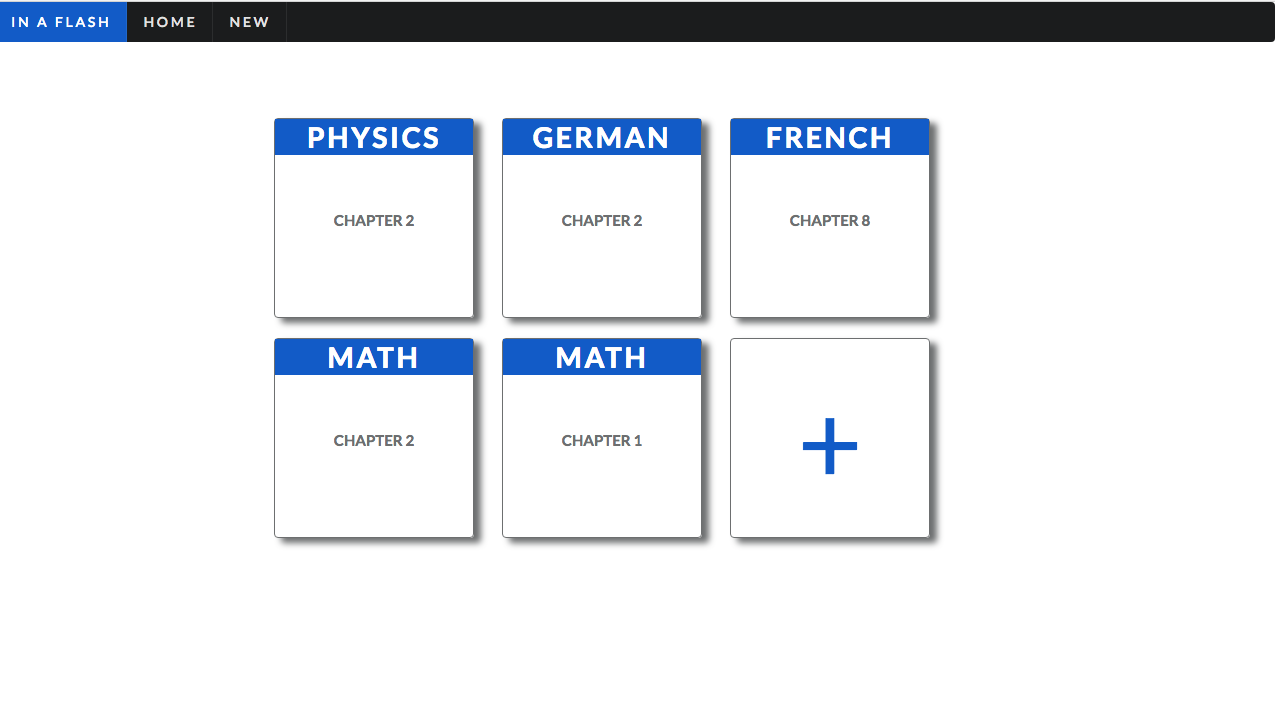 IN A FLASH HOME NEW
PHYSICS GERMAN FRENCH
CHAPTER 2 CHAPTER 2 CHAPTER 8
MATH MATH
CHAPTER 2 CHAPTER 1 +